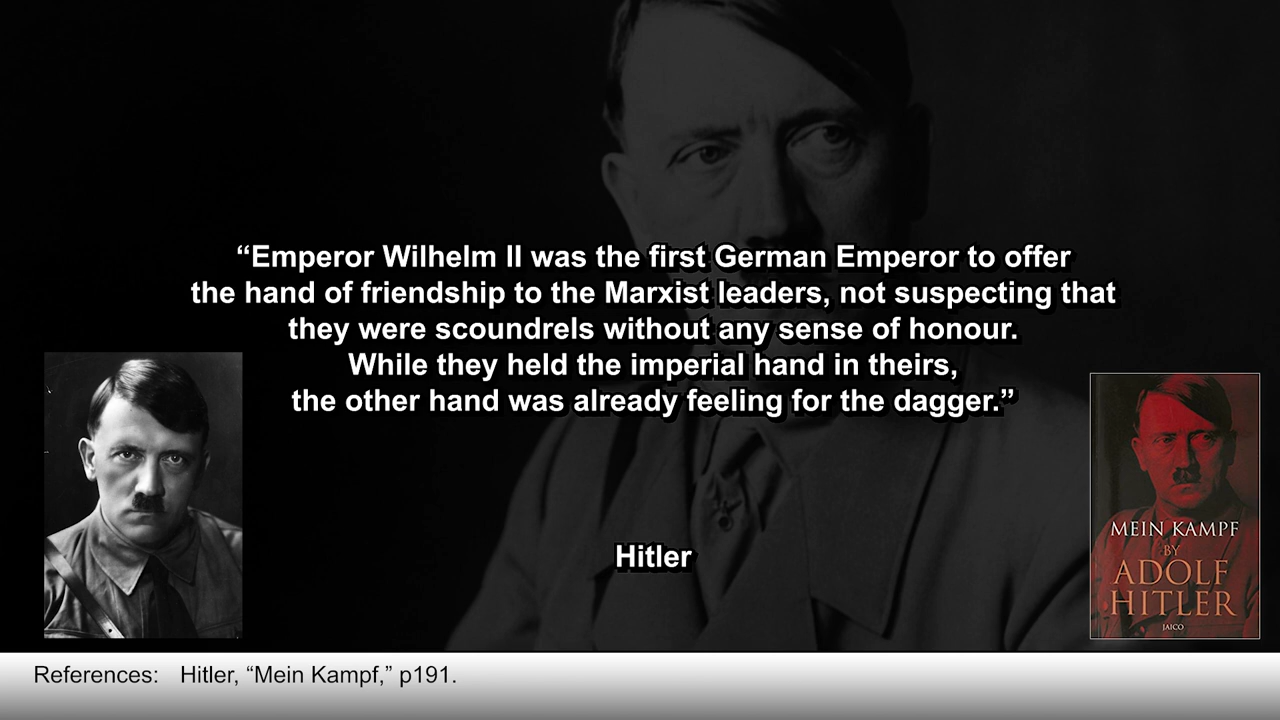 “Emperor Wilhelm II was the first German Emperor to offer
the hand of friendship to the Marxist leaders, not suspecting that
they were scoundrels without any sense of honour.
While they held the imperial hand in theirs,
the other hand was already feeling for the dagger.”
Hitler
MEIN KAMPF
BY
ADOLF
HITLER
JAICO
References: Hitler, “Mein Kampf,” p191.